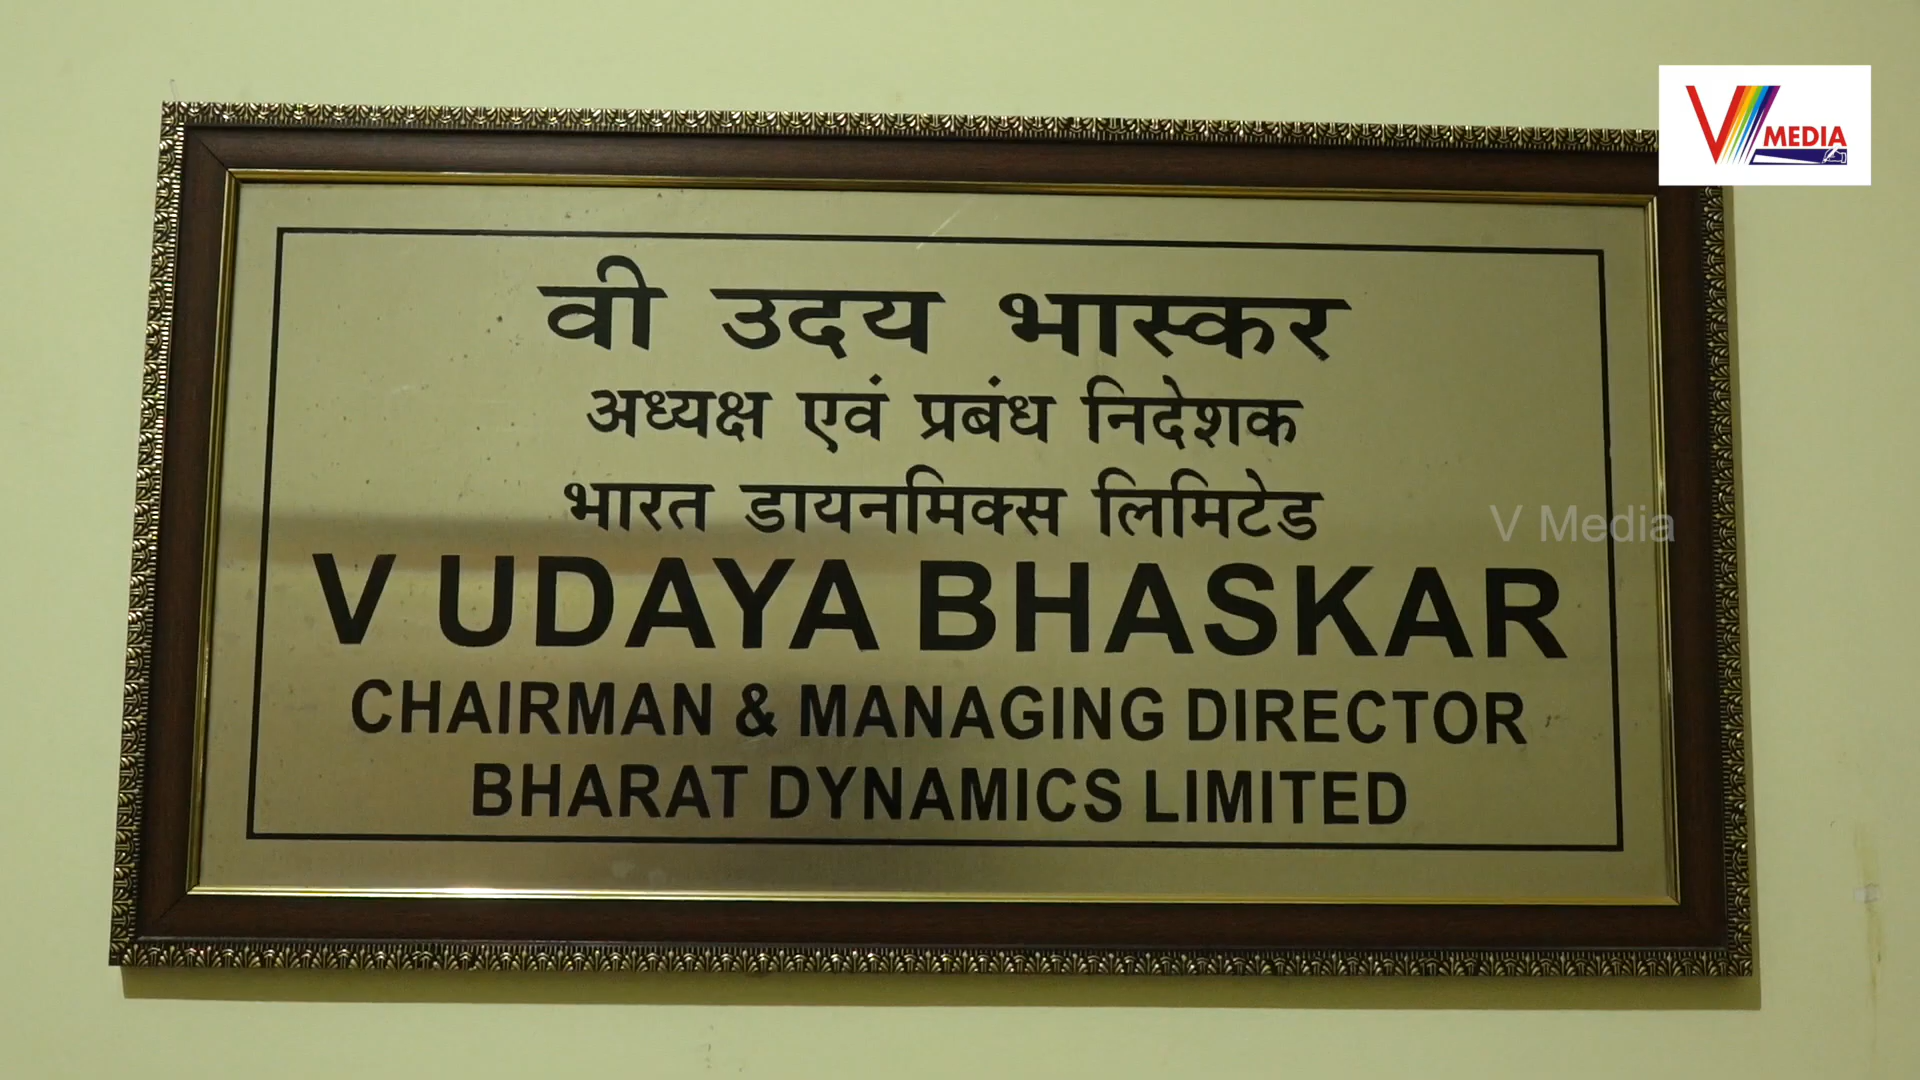 V MEDIA
वी उदय भास्कर
अध्यक्ष एवं प्रबंध निदेशक
भारत डायनमिक्स लिमिटेड
V Media
V UDAYA BHASKAR
CHAIRMAN & MANAGING DIRECTOR
BHARAT DYNAMICS LIMITED